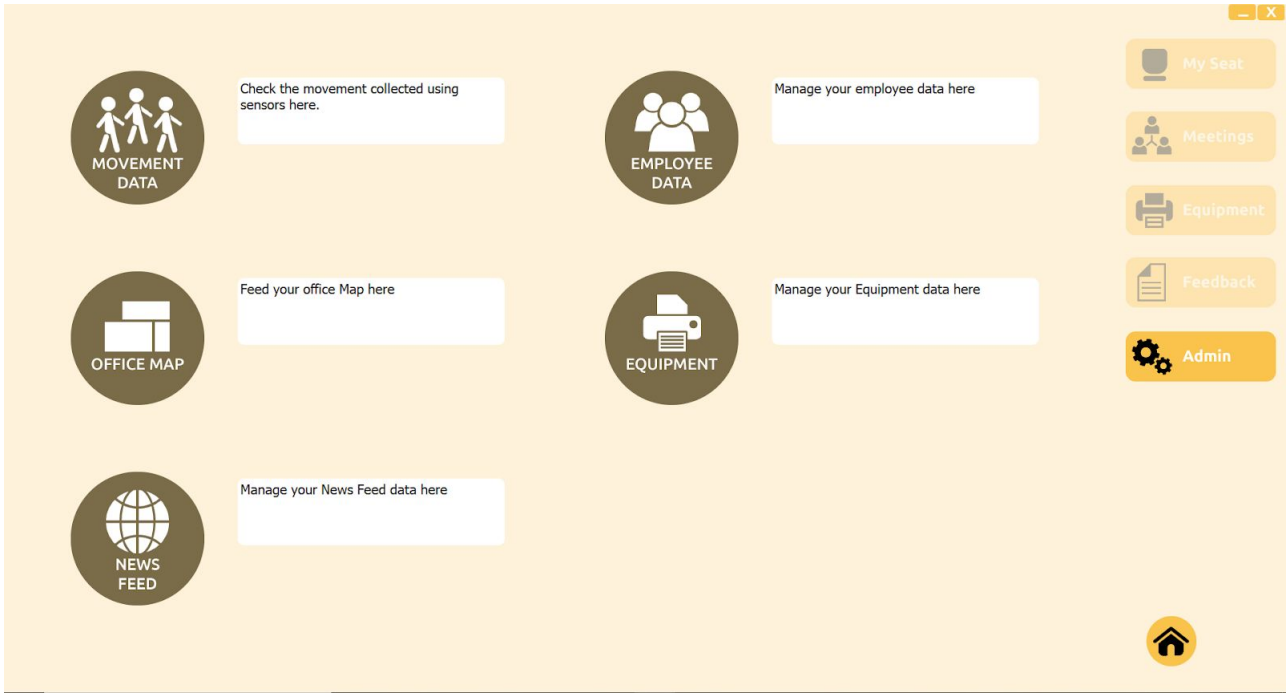 _ X
MOVEMENT
DATA
Check the movement collected using
sensors here.
EMPLOYEE
DATA
Manage your employee data here
OFFICE MAP
Feed your office Map here
EQUIPMENT
Manage your Equipment data here
NEWS
FEED
Manage your News Feed data here
My Seat
Meetings
Equipment
Feedback
Admin